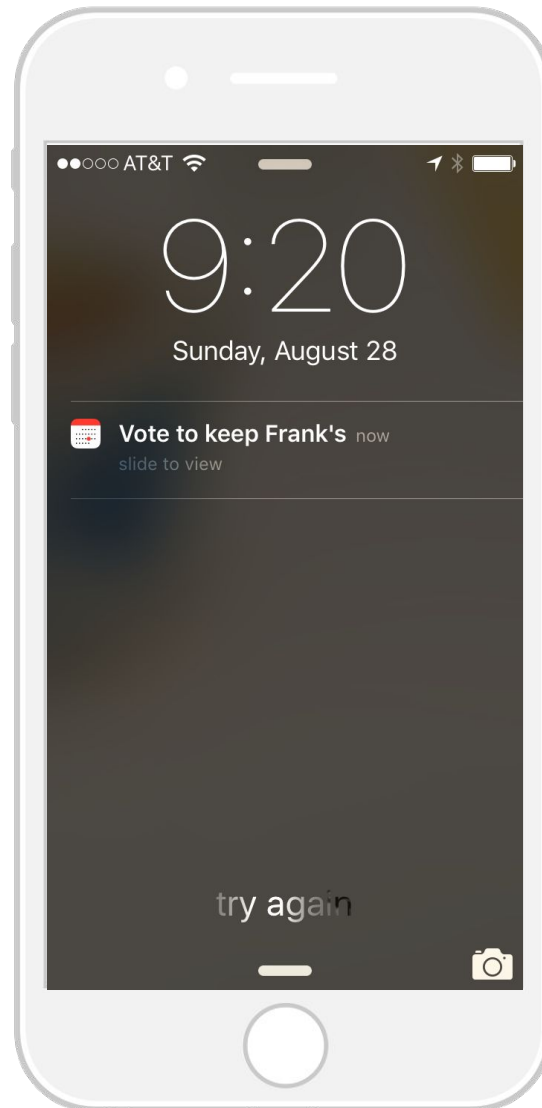 AT&T
9:20
Sunday, August 28
Vote to keep Frank's now
slide to view
try again